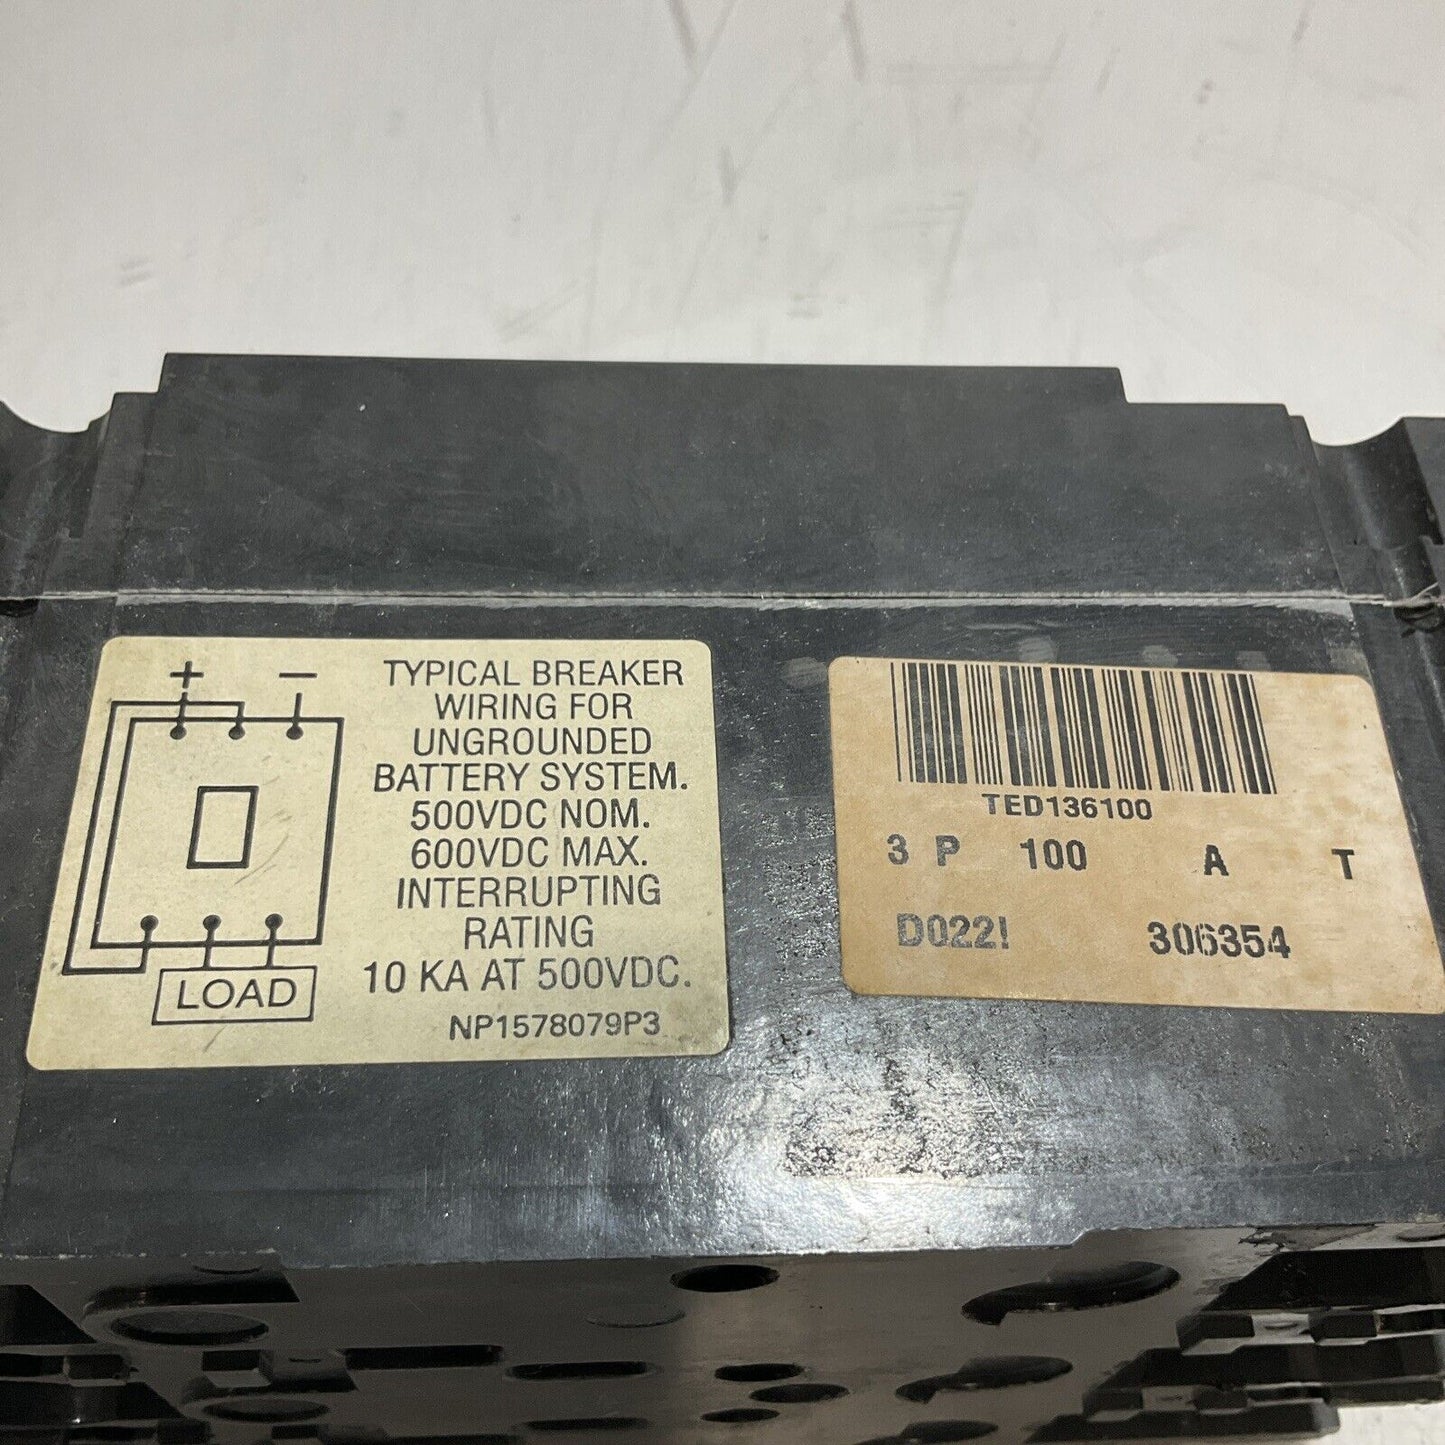 + −
TYPICAL BREAKER
WIRING FOR
UNGROUNDED
BATTERY SYSTEM.
500VDC NOM.
600VDC MAX.
INTERRUPTING
RATING
10 KA AT 500VDC.
LOAD
NP1578079P3
TED136100
3 P 100 A T
D022! 306354